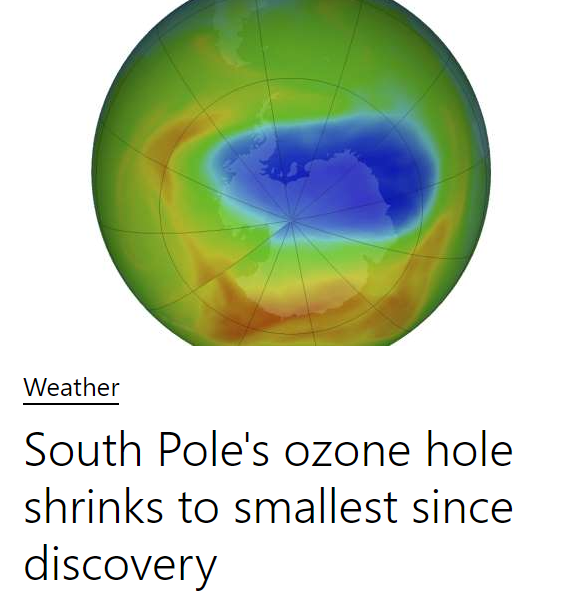 Weather
South Pole's ozone hole
shrinks to smallest since
discovery